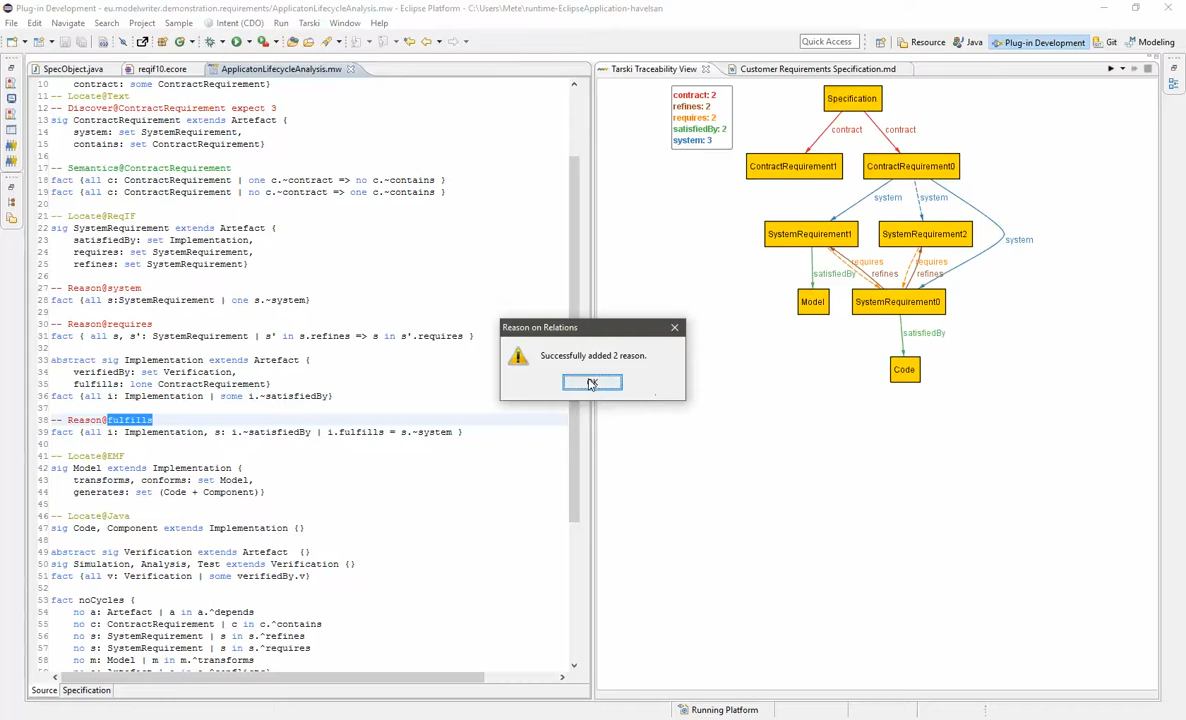 Plug-in Development - eu.modelwriter.demonstration.requirements/ApplicatonLifecycleAnalysis.mw - Eclipse Platform - C:\Users\Mete\runtime-EclipseApplication-havelsan
File Edit Navigate Search Project Sample Intent (CDO) Run Tarski Window Help
Quick Access Resource Java Plug-in Development Git Modeling
SpecObject.java reqif10.ecore ApplicatonLifecycleAnalysis.mw
10 contract: some ContractRequirement}
11 -- Locate@Text
12 -- Discover@ContractRequirement expect 3
13 sig ContractRequirement extends Artefact {
14 system: set SystemRequirement,
15 contains: set ContractRequirement}
16
17 -- Semantics@ContractRequirement
18 fact {all c: ContractRequirement | one c.~contract => no c.~contains }
19 fact {all c: ContractRequirement | no c.~contract => one c.~contains }
20
21 -- Locate@ReqIF
22 sig SystemRequirement extends Artefact {
23 satisfiedBy: set Implementation,
24 requires: set SystemRequirement,
25 refines: set SystemRequirement}
26
27 -- Reason@system
28 fact {all s:SystemRequirement | one s.~system}
29
30 -- Reason@requires
31 fact { all s, s': SystemRequirement | s' in s.refines => s in s'.requires }
32
33 abstract sig Implementation extends Artefact {
34 verifiedBy: set Verification,
35 fulfills: lone ContractRequirement}
36 fact {all i: Implementation | some i.~satisfiedBy}
37
38 -- Reason@fulfills
39 fact {all i: Implementation, s: i.~satisfiedBy | i.fulfills = s.~system }
40
41 -- Locate@EMF
42 sig Model extends Implementation {
43 transforms, conforms: set Model,
44 generates: set (Code + Component)}
45
46 -- Locate@Java
47 sig Code, Component extends Implementation {}
48
49 abstract sig Verification extends Artefact {}
50 sig Simulation, Analysis, Test extends Verification {}
51 fact {all v: Verification | some verifiedBy.v}
52
53 fact noCycles {
54 no a: Artefact | a in a.^depends
55 no c: ContractRequirement | c in c.^contains
56 no s: SystemRequirement | s in s.^refines
57 no s: SystemRequirement | s in s.^requires
58 no m: Model | m in m.^transforms
Source Specification
Reason on Relations
Successfully added 2 reason.
Tarski Traceability View Customer Requirements Specification.md
contract: 2
refines: 2
requires: 2
satisfiedBy: 2
system: 3
Specification
contract contract
ContractRequirement1 ContractRequirement0
system system
SystemRequirement1 SystemRequirement2
system
requires requires
satisfiedBy refines refines
Model SystemRequirement0
satisfiedBy
Code
Running Platform